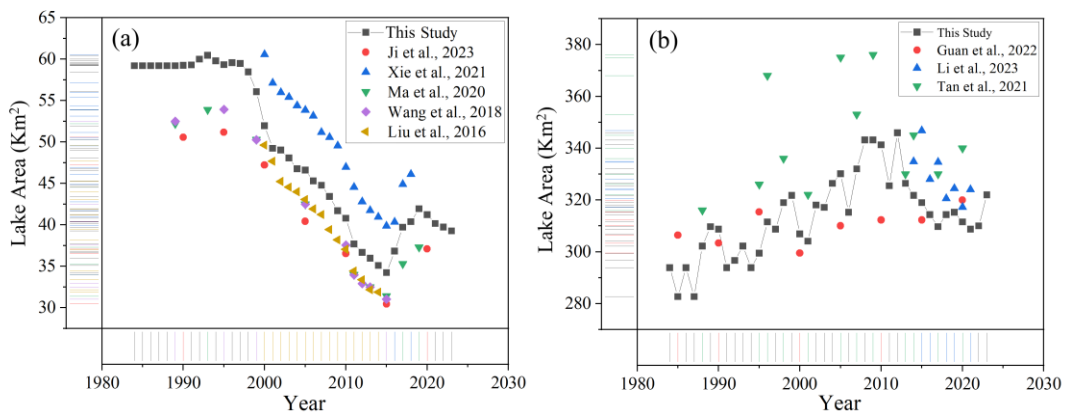 (a)
This Study
Ji et al., 2023
Xie et al., 2021
Ma et al., 2020
Wang et al., 2018
Liu et al., 2016
65
60
55
50
45
40
35
30
Lake Area (Km²)
1980 1990 2000 2010 2020 2030
Year
(b)
This Study
Guan et al., 2022
Li et al., 2023
Tan et al., 2021
380
360
340
320
300
280
Lake Area (Km²)
1980 1990 2000 2010 2020 2030
Year